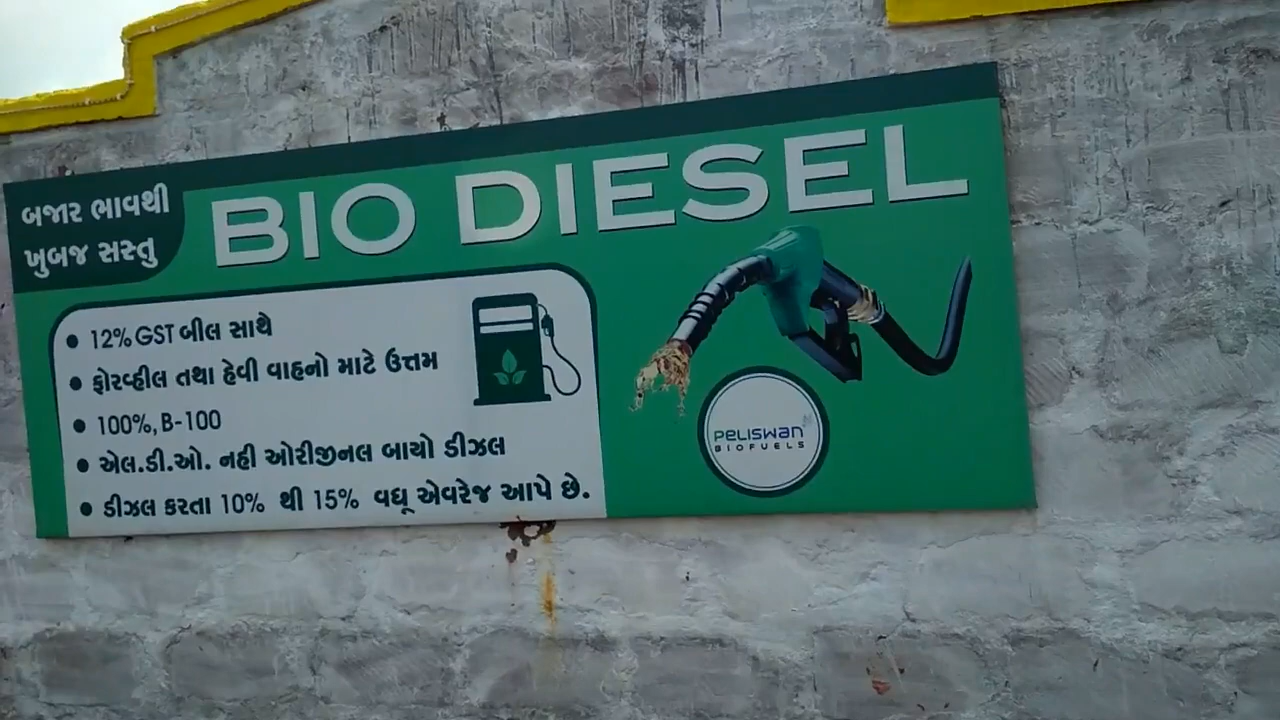 બજાર ભાવથી
ખુબજ સસ્તુ
BIO DIESEL
• 12% GST બીલ સાથે
• ફોરવ્હીલ તથા હેવી વાહનો માટે ઉત્તમ
• 100%, B-100
• એલ.ડી.ઓ. નહી ઓરીજીનલ બાયો ડીઝલ
• ડીઝલ કરતા 10% થી 15% વધૂ એવરેજ આપે છે.
PELISWAN
BIOFUELS